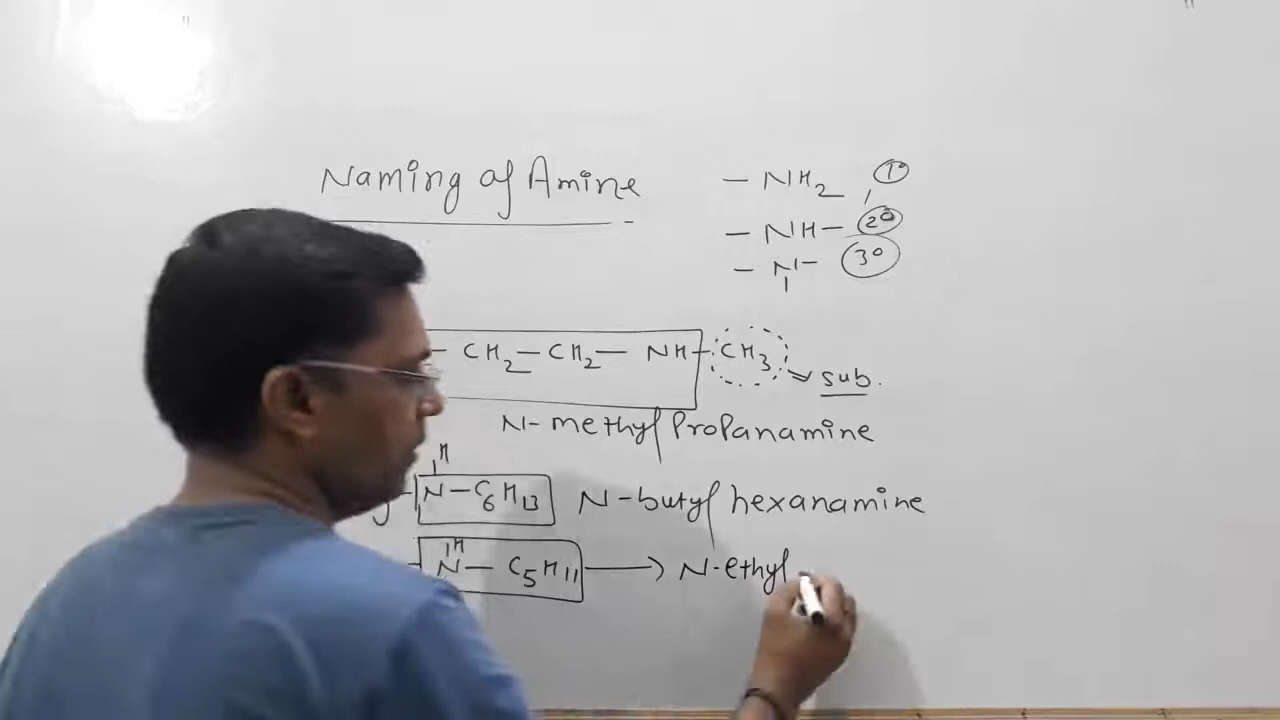 Naming of Amine
- NH2 1°
- NH- 2°
- N- 3°
- CH2-CH2- NH-CH3
sub.
N-methyl Propanamine
H
-N-C6H13 N-butyl hexanamine
H
-N- C5H11 → N-ethyl